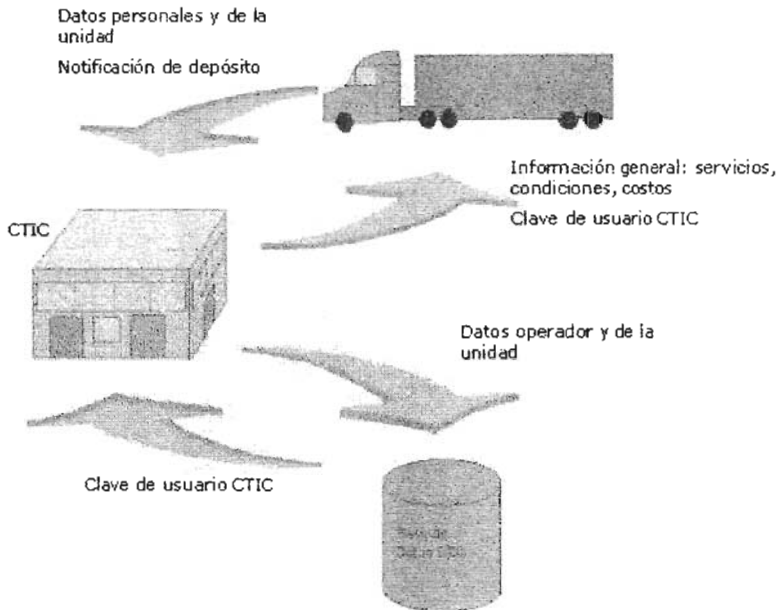 Datos personales y de la
unidad
Notificación de depósito
Información general: servicios,
condiciones, costos
Clave de usuario CTIC
CTIC
Datos operador y de la
unidad
Clave de usuario CTIC